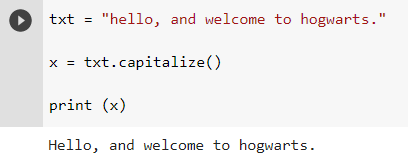 txt = "hello, and welcome to hogwarts."
x = txt.capitalize()
print (x)
Hello, and welcome to hogwarts.